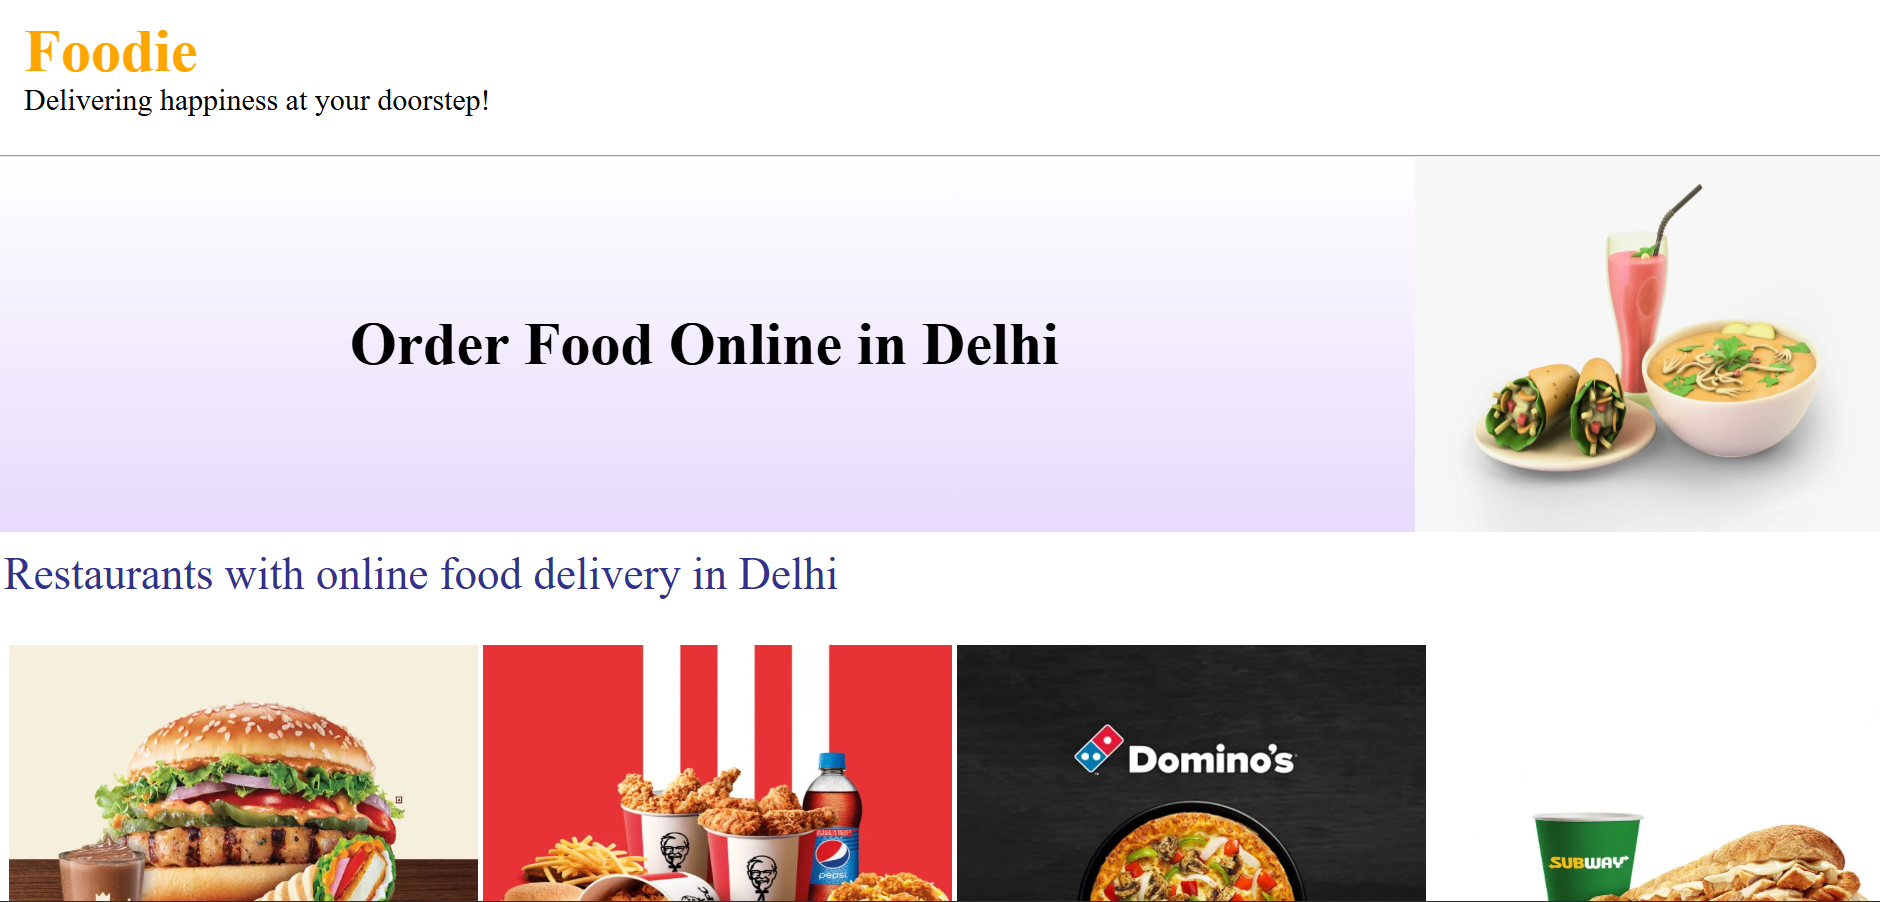 Foodie
Delivering happiness at your doorstep!
Order Food Online in Delhi
Restaurants with online food delivery in Delhi
Domino's
pepsi
SUBWAY